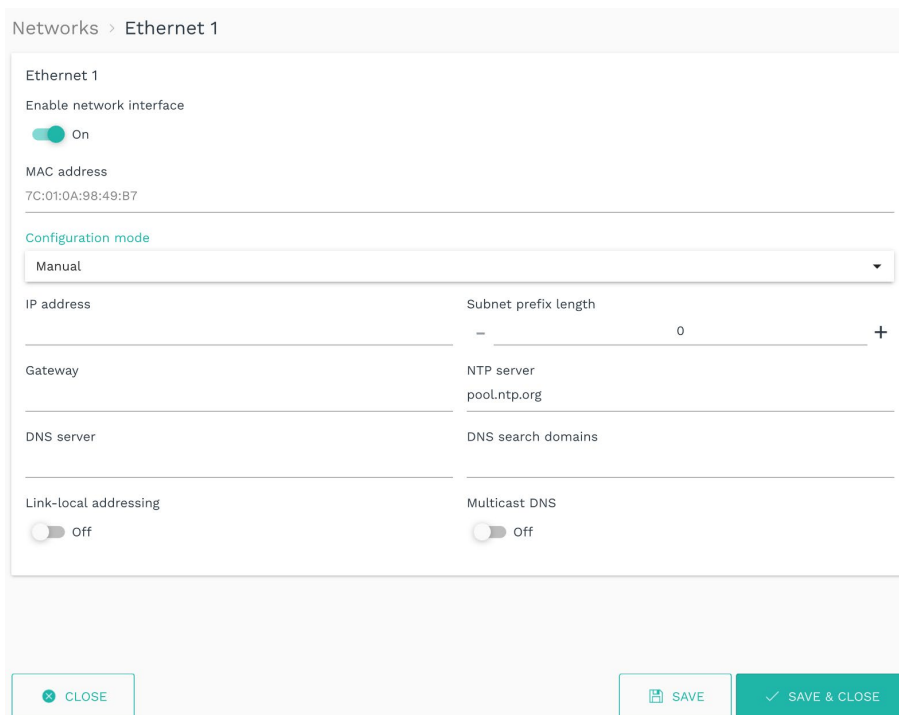 Networks > Ethernet 1
Ethernet 1
Enable network interface
On
MAC address
7C:01:0A:98:49:B7
Configuration mode
Manual
IP address
Subnet prefix length
- 0 +
Gateway
NTP server
pool.ntp.org
DNS server
DNS search domains
Link-local addressing
Off
Multicast DNS
Off
CLOSE
SAVE
SAVE & CLOSE